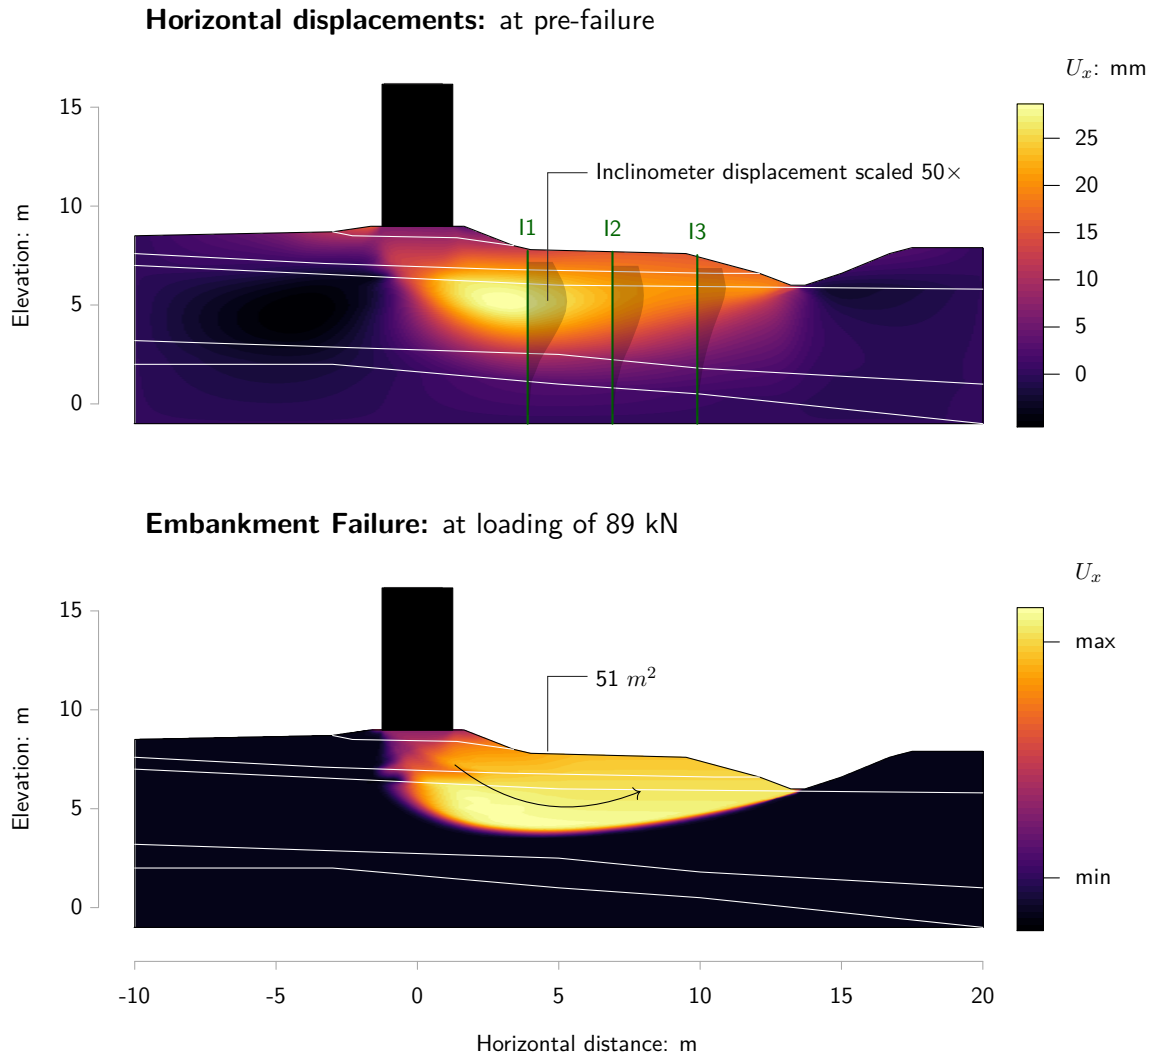 Horizontal displacements: at pre-failure
U_x: mm
15
10
5
0
Elevation: m
Inclinometer displacement scaled 50×
I1 I2 I3
25
20
15
10
5
0
Embankment Failure: at loading of 89 kN
U_x
15
10
5
0
Elevation: m
51 m²
max
min
-10 -5 0 5 10 15 20
Horizontal distance: m